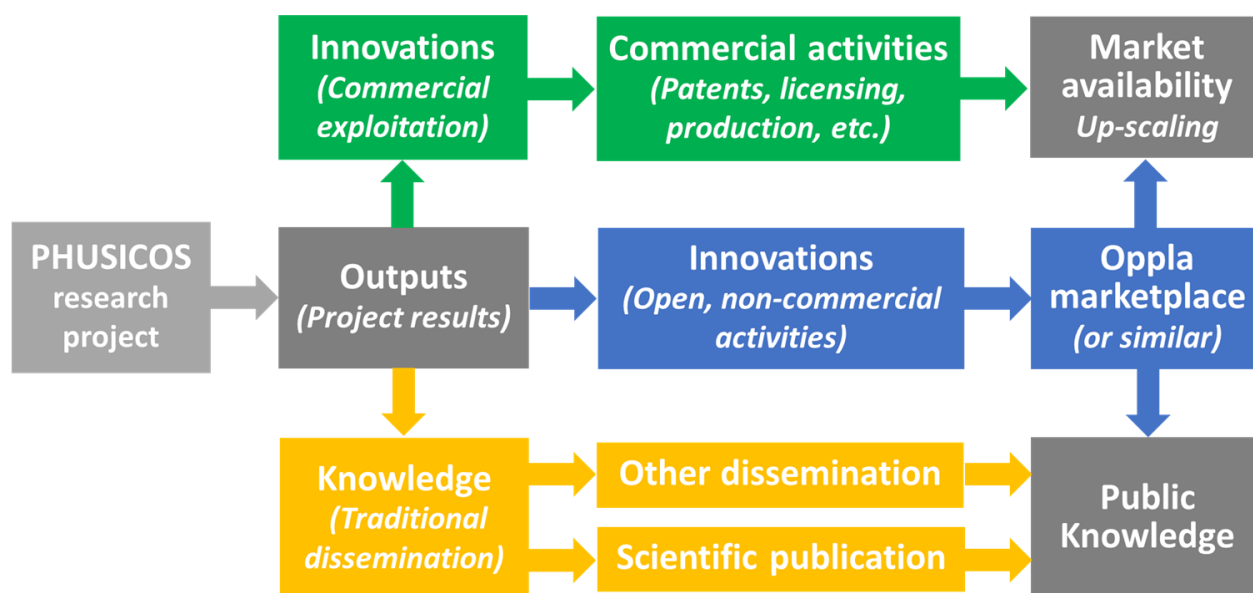 Innovations
(Commercial
exploitation)
Commercial activities
(Patents, licensing,
production, etc.)
Market
availability
Up-scaling
PHUSICOS
research
project
Outputs
(Project results)
Innovations
(Open, non-commercial
activities)
Oppla
marketplace
(or similar)
Knowledge
(Traditional
dissemination)
Other dissemination
Scientific publication
Public
Knowledge